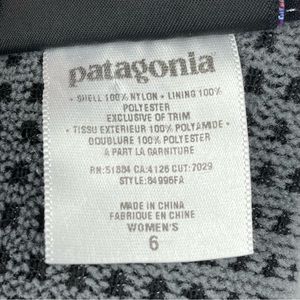 patagonia
• SHELL 100% NYLON • LINING 100%
POLYESTER
EXCLUSIVE OF TRIM
• TISSU EXTERIEUR 100% POLYAMIDE •
DOUBLURE 100% POLYESTER
A PART LA GARNITURE
RN: 51884 CA: 4126 CUT: 7029
STYLE: 84996FA
MADE IN CHINA
FABRIQUE EN CHINE
WOMEN'S
6